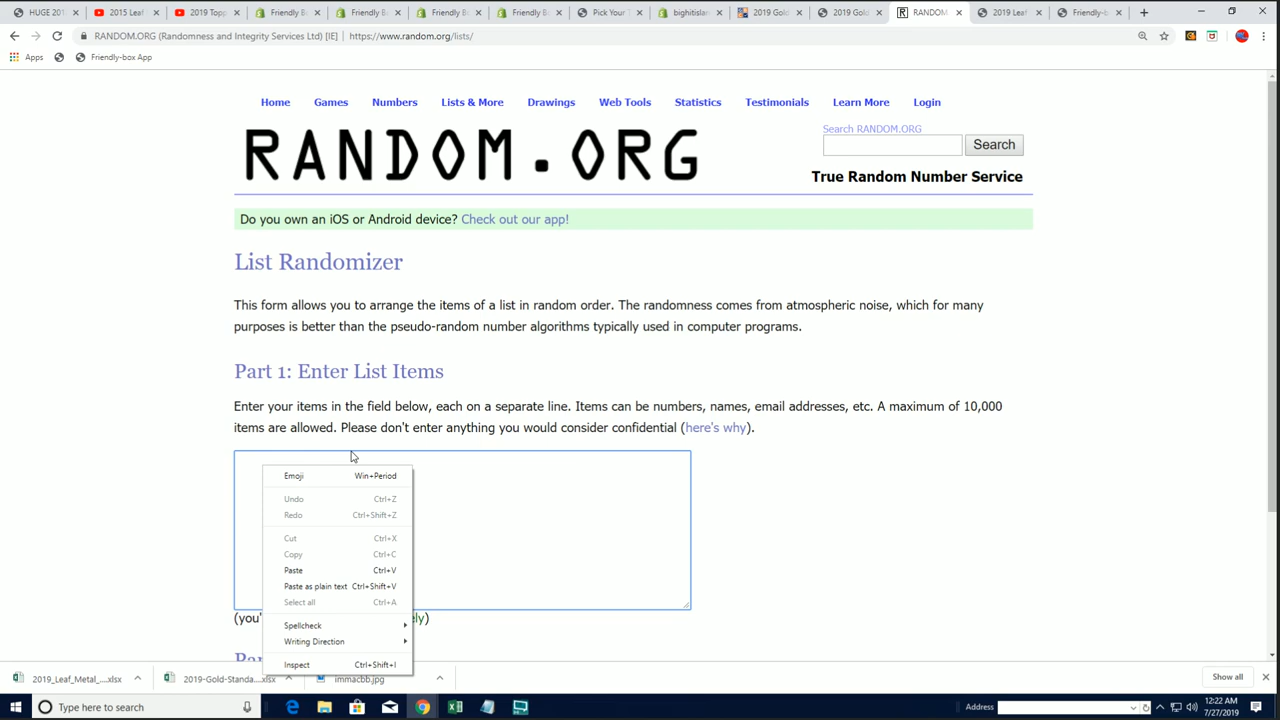 HUGE 201
2015 Leaf
2019 Topp
Friendly Bo
Friendly Bo
Friendly Bo
Friendly Bo
Pick Your
bighitslar
2019 Gold
2019 Gold
RANDOM
2019 Leaf
Friendly-b
RANDOM.ORG (Randomness and Integrity Services Ltd) [IE] | https://www.random.org/lists/
Apps
Friendly-box App
Home Games Numbers Lists & More Drawings Web Tools Statistics Testimonials Learn More Login
RANDOM.ORG
Search RANDOM.ORG
Search
True Random Number Service
Do you own an iOS or Android device? Check out our app!
List Randomizer
This form allows you to arrange the items of a list in random order. The randomness comes from atmospheric noise, which for many
purposes is better than the pseudo-random number algorithms typically used in computer programs.
Part 1: Enter List Items
Enter your items in the field below, each on a separate line. Items can be numbers, names, email addresses, etc. A maximum of 10,000
items are allowed. Please don't enter anything you would consider confidential (here's why).
Emoji Win+Period
Undo Ctrl+Z
Redo Ctrl+Shift+Z
Cut Ctrl+X
Copy Ctrl+C
Paste Ctrl+V
Paste as plain text Ctrl+Shift+V
Select all Ctrl+A
(you' ly)
Spellcheck
Writing Direction
Inspect Ctrl+Shift+I
2019_Leaf_Metal_....xlsx
2019-Gold-Standa....xlsx
immacbb.jpg
Show all
Type here to search
Address
12:22 AM
7/27/2019